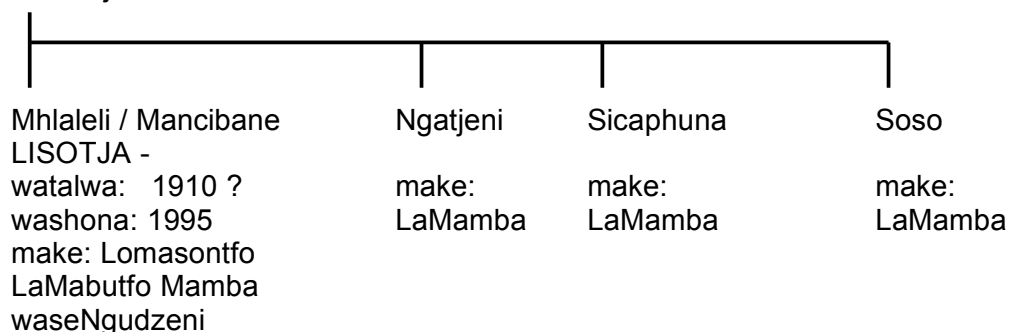 Mhlaleli / Mancibane Ngatjeni Sicaphuna Soso
LISOTJA -
watalwa: 1910 ? make: make: make:
washona: 1995 LaMamba LaMamba LaMamba
make: Lomasontfo
LaMabutfo Mamba
waseNgudzeni